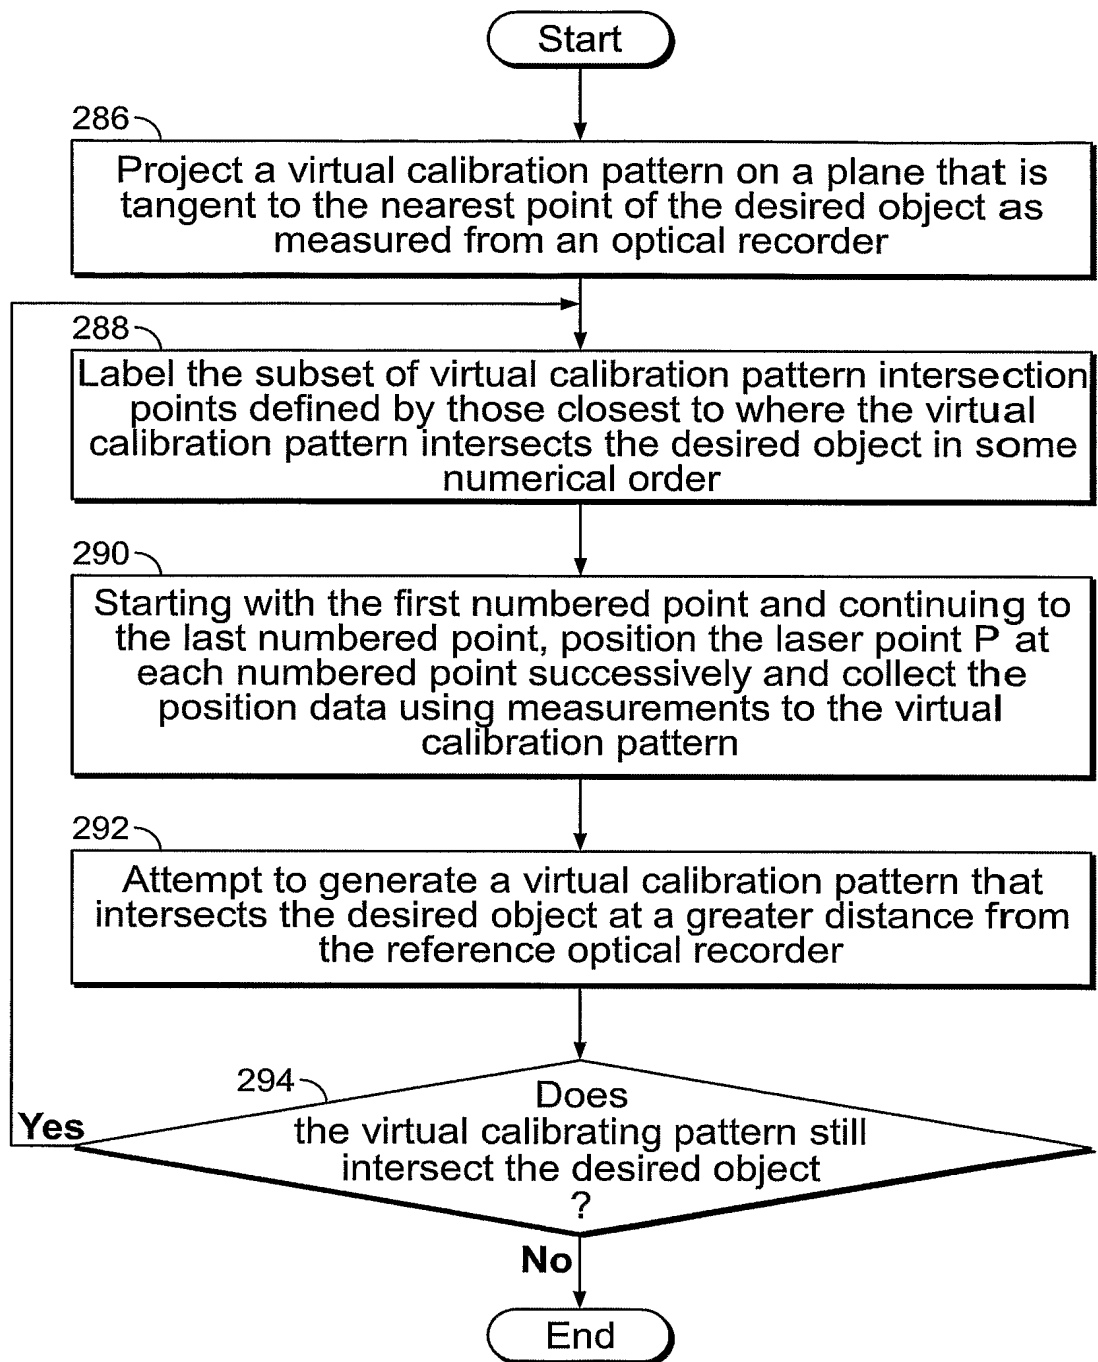 Start
286
Project a virtual calibration pattern on a plane that is
tangent to the nearest point of the desired object as
measured from an optical recorder
288
Label the subset of virtual calibration pattern intersection
points defined by those closest to where the virtual
calibration pattern intersects the desired object in some
numerical order
290
Starting with the first numbered point and continuing to
the last numbered point, position the laser point P at
each numbered point successively and collect the
position data using measurements to the virtual
calibration pattern
292
Attempt to generate a virtual calibration pattern that
intersects the desired object at a greater distance from
the reference optical recorder
294
Does
the virtual calibrating pattern still
intersect the desired object
?
Yes
No
End